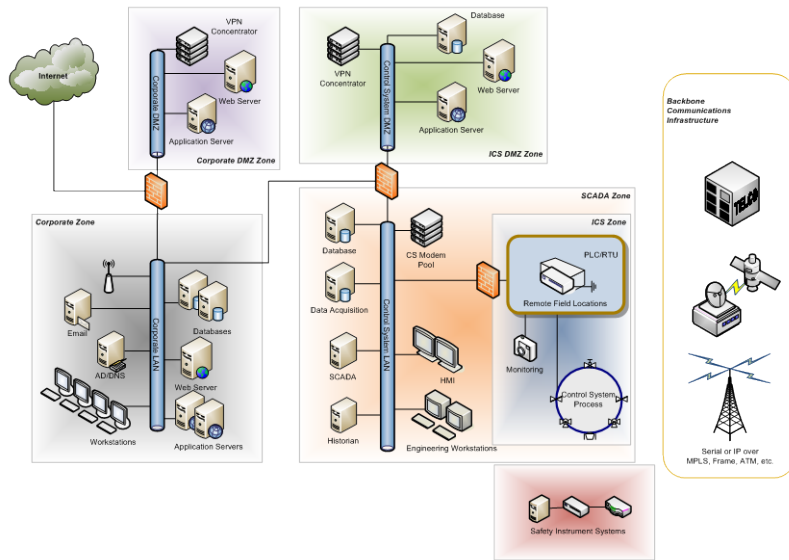 Internet
VPN
Concentrator
Corporate DMZ
Web Server
Application Server
Corporate DMZ Zone
VPN
Concentrator
Control System DMZ
Database
Web Server
Application Server
ICS DMZ Zone
Corporate Zone
Email
AD/DNS
Workstations
Corporate LAN
Databases
Web Server
Application Servers
SCADA Zone
Database
Data Acquisition
SCADA
Historian
Control System LAN
CS Modem
Pool
HMI
Engineering Workstations
ICS Zone
PLC/RTU
Remote Field Locations
Monitoring
Control System
Process
Safety Instrument Systems
Backbone
Communications
Infrastructure
TELCO
Serial or IP over
MPLS, Frame, ATM, etc.